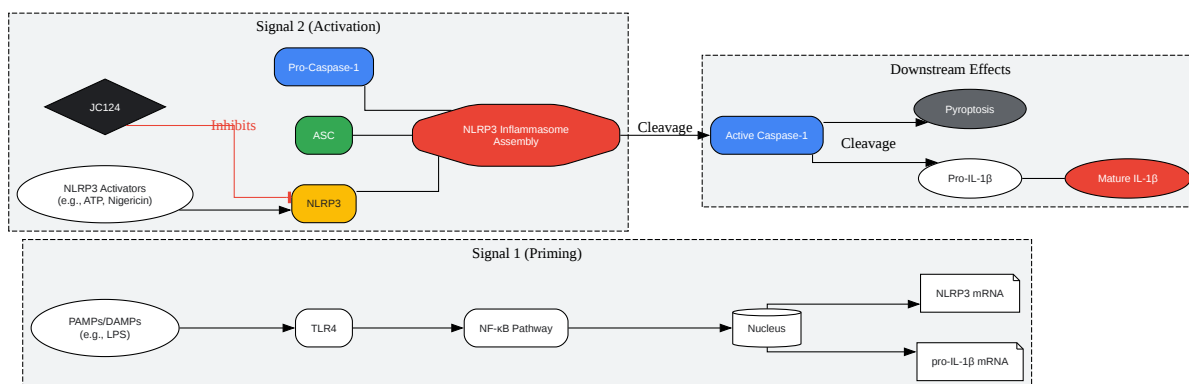 Signal 2 (Activation)
Pro-Caspase-1
JC124
Inhibits
ASC
NLRP3 Inflammasome
Assembly
NLRP3 Activators
(e.g., ATP, Nigericin)
NLRP3
Cleavage
Downstream Effects
Pyroptosis
Active Caspase-1
Cleavage
Pro-IL-1β
Mature IL-1β
Signal 1 (Priming)
PAMPs/DAMPs
(e.g., LPS)
TLR4
NF-κB Pathway
Nucleus
NLRP3 mRNA
pro-IL-1β mRNA